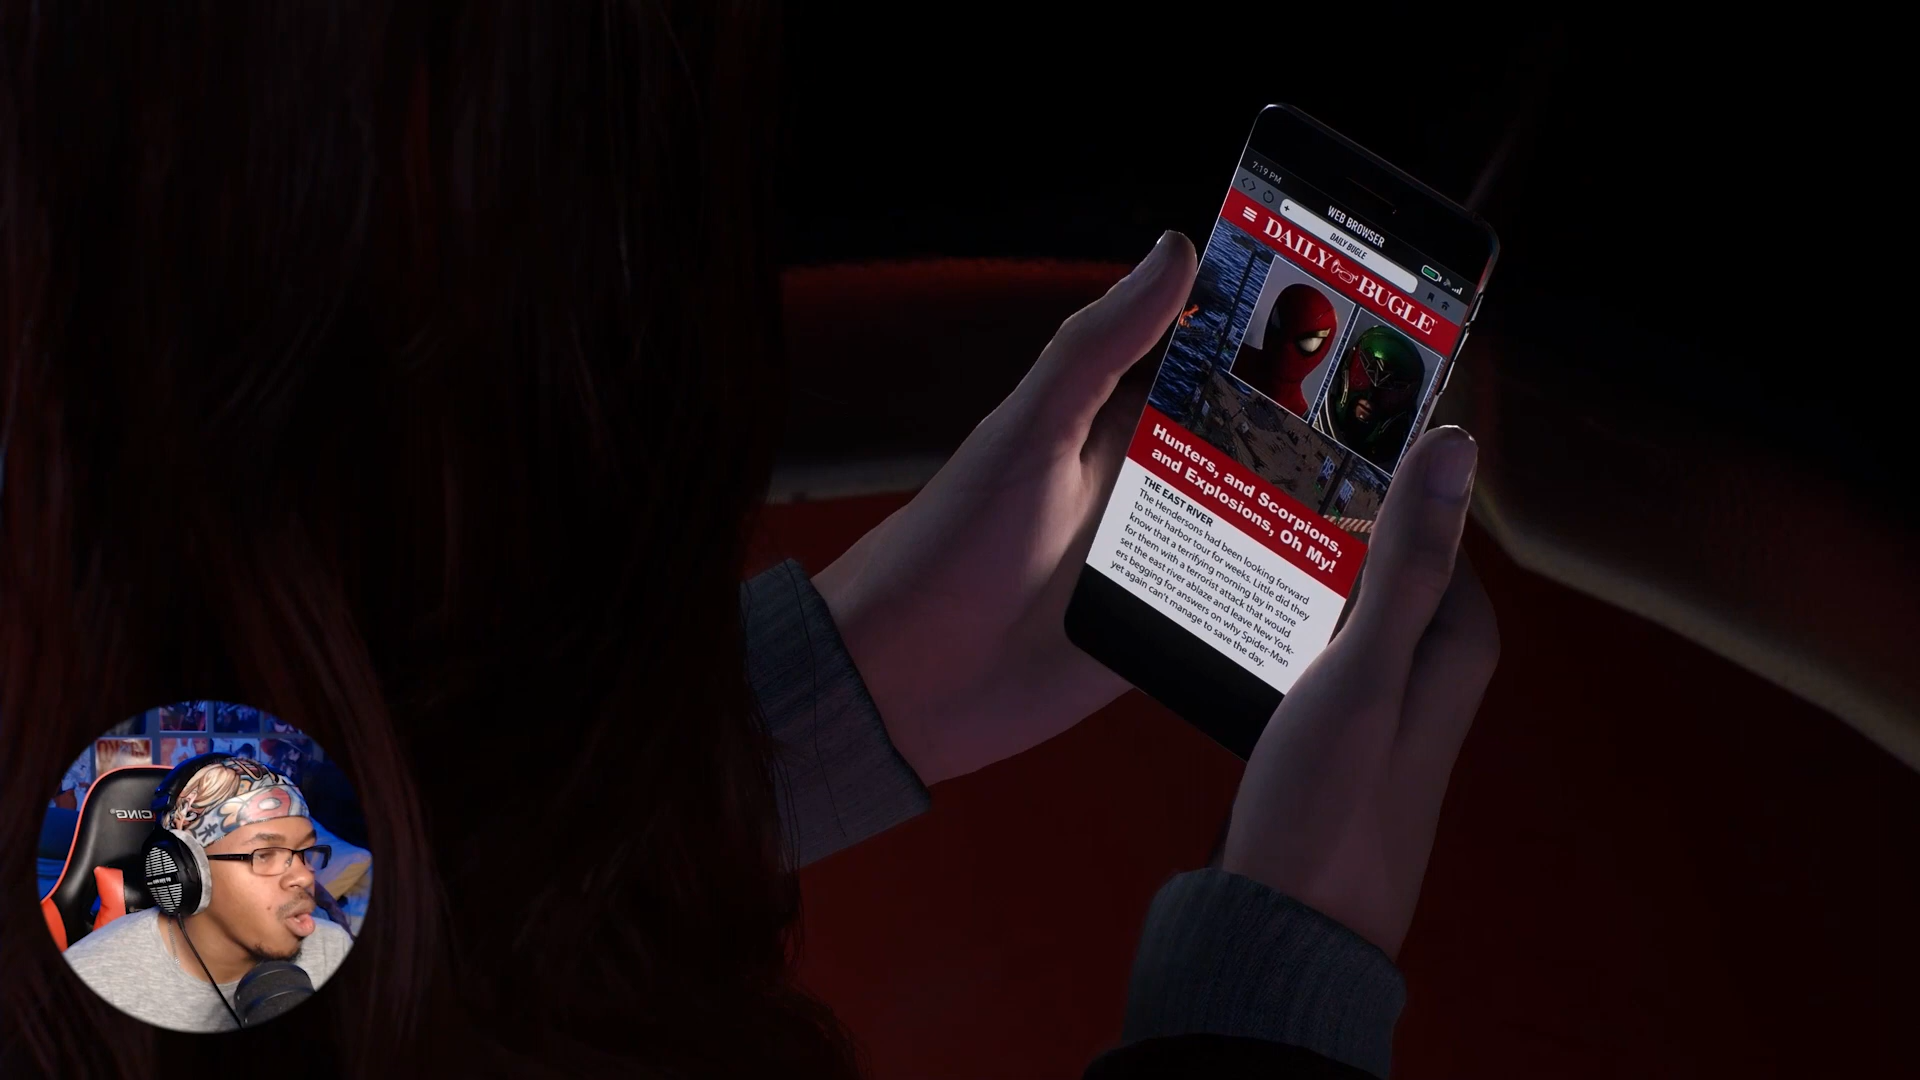 7:19 PM
WEB BROWSER
DAILY BUGLE
DAILY BUGLE
Hunters, and Scorpions,
and Explosions, Oh My!
THE EAST RIVER
The Hendersons had been looking forward
to their harbor tour for weeks. Little did they
know that a terrifying morning lay in store
for them with a terrorist attack that would
set the east river ablaze and leave New York-
ers begging for answers on why Spider-Man
yet again can't manage to save the day.
CING